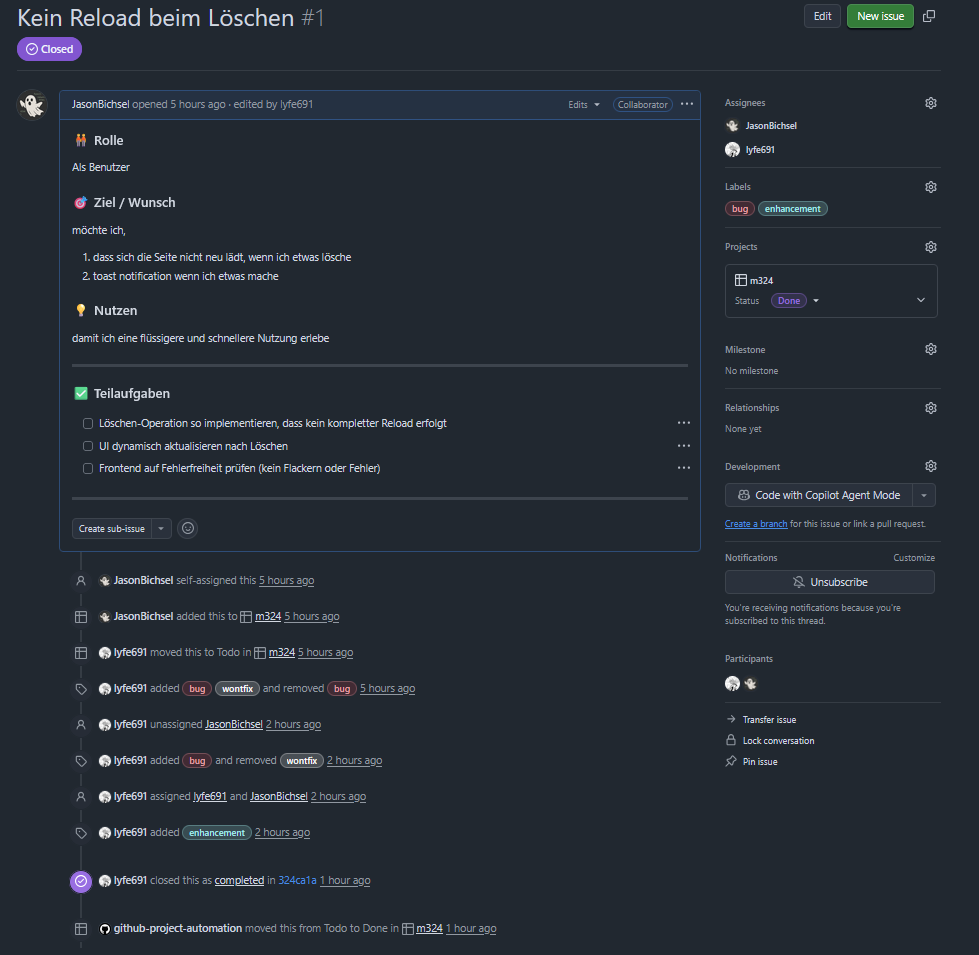 Kein Reload beim Löschen #1
Edit
New issue
Closed
JasonBichsel opened 5 hours ago · edited by lyfe691
Edits
Collaborator
Rolle
Als Benutzer
Ziel / Wunsch
möchte ich,
1. dass sich die Seite nicht neu lädt, wenn ich etwas lösche
2. toast notification wenn ich etwas mache
Nutzen
damit ich eine flüssigere und schnellere Nutzung erlebe
Teilaufgaben
Löschen-Operation so implementieren, dass kein kompletter Reload erfolgt
UI dynamisch aktualisieren nach Löschen
Frontend auf Fehlerfreiheit prüfen (kein Flackern oder Fehler)
Create sub-issue
JasonBichsel self-assigned this 5 hours ago
JasonBichsel added this to m324 5 hours ago
lyfe691 moved this to Todo in m324 5 hours ago
lyfe691 added bug wontfix and removed bug 5 hours ago
lyfe691 unassigned JasonBichsel 2 hours ago
lyfe691 added bug and removed wontfix 2 hours ago
lyfe691 assigned lyfe691 and JasonBichsel 2 hours ago
lyfe691 added enhancement 2 hours ago
lyfe691 closed this as completed in 324ca1a 1 hour ago
github-project-automation moved this from Todo to Done in m324 1 hour ago
Assignees
JasonBichsel
lyfe691
Labels
bug enhancement
Projects
m324
Status Done
Milestone
No milestone
Relationships
None yet
Development
Code with Copilot Agent Mode
Create a branch for this issue or link a pull request.
Notifications
Customize
Unsubscribe
You're receiving notifications because you're
subscribed to this thread.
Participants
Transfer issue
Lock conversation
Pin issue